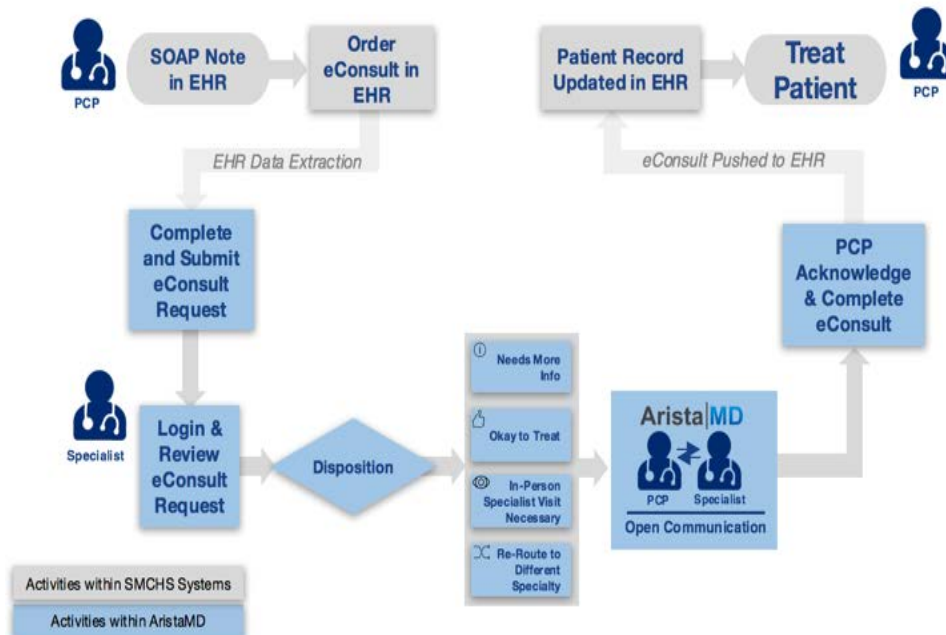 PCP
SOAP Note
in EHR
Order
eConsult in
EHR
Patient Record
Updated in EHR
Treat
Patient
PCP
EHR Data Extraction
eConsult Pushed to EHR
Complete
and Submit
eConsult
Request
PCP
Acknowledge
& Complete
eConsult
Specialist
Login &
Review
eConsult
Request
Disposition
Needs More
Info
Okay to Treat
In-Person
Specialist Visit
Necessary
Re-Route to
Different
Specialty
Arista|MD
PCP
Specialist
Open Communication
Activities within SMCHS Systems
Activities within AristaMD